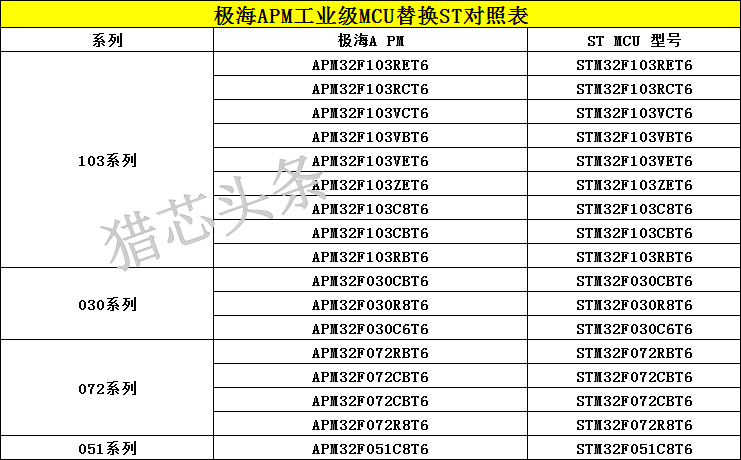 极海APM工业级MCU替换ST对照表
系列 极海A PM ST MCU 型号
103系列
APM32F103RET6 STM32F103RET6
APM32F103RCT6 STM32F103RCT6
APM32F103VCT6 STM32F103VCT6
APM32F103VBT6 STM32F103VBT6
APM32F103VET6 STM32F103VET6
APM32F103ZET6 STM32F103ZET6
APM32F103C8T6 STM32F103C8T6
APM32F103CBT6 STM32F103CBT6
APM32F103RBT6 STM32F103RBT6
030系列
APM32F030CBT6 STM32F030CBT6
APM32F030R8T6 STM32F030R8T6
APM32F030C6T6 STM32F030C6T6
072系列
APM32F072RBT6 STM32F072RBT6
APM32F072CBT6 STM32F072CBT6
APM32F072CBT6 STM32F072CBT6
APM32F072R8T6 STM32F072R8T6
051系列 APM32F051C8T6 STM32F051C8T6
猎芯头条